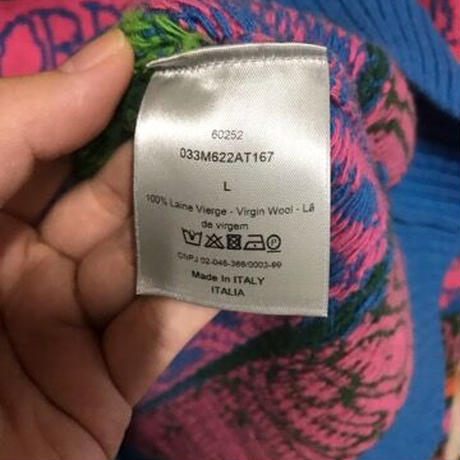 60252
033M622AT167
L
100% Laine Vierge - Virgin Wool - Lã
de virgem
CNPJ 02-045-366/0003-99
Made In ITALY
ITALIA